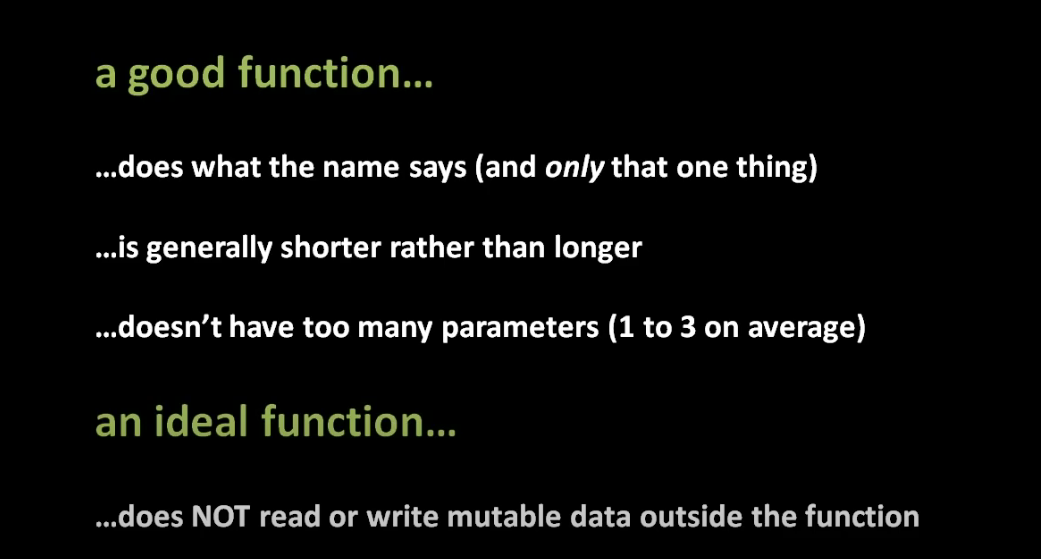 a good function…
…does what the name says (and only that one thing)
…is generally shorter rather than longer
…doesn’t have too many parameters (1 to 3 on average)
an ideal function…
…does NOT read or write mutable data outside the function